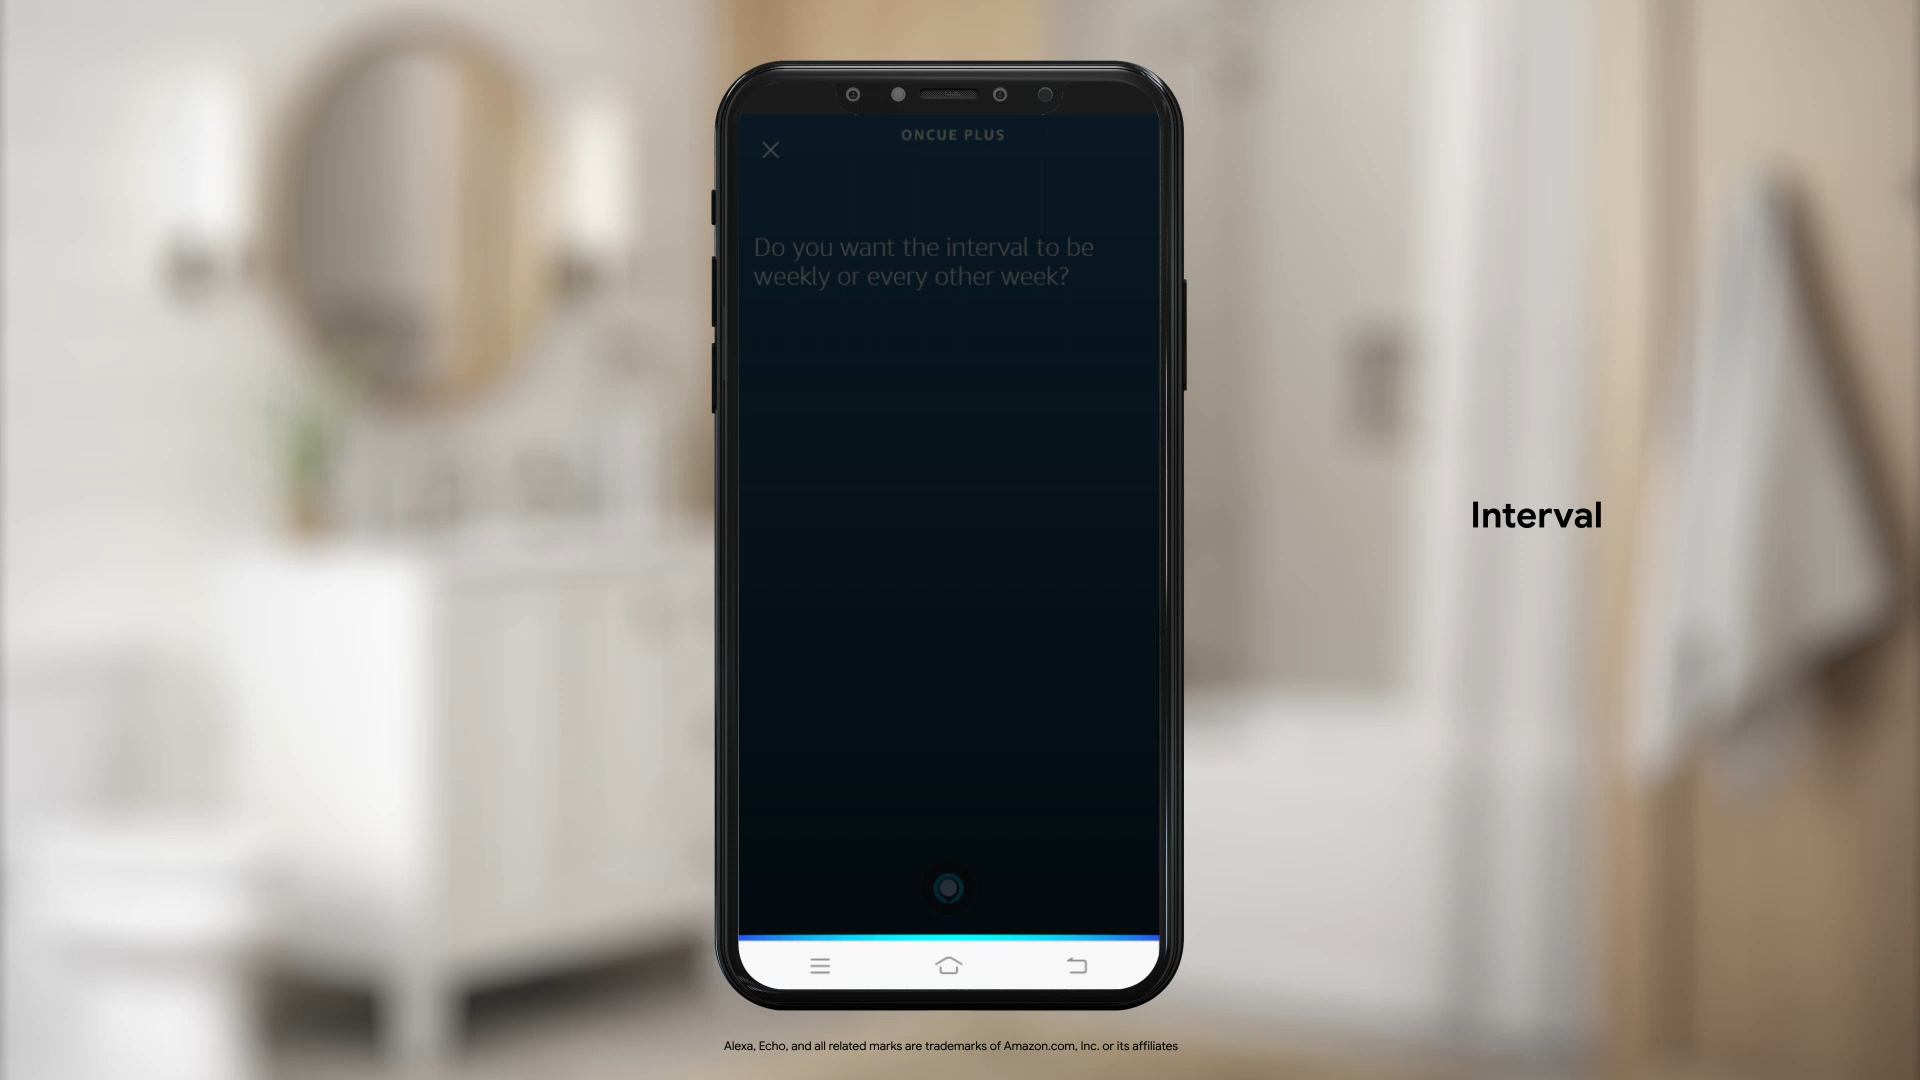 ONCUE PLUS
Do you want the interval to be
weekly or every other week?
Interval
Alexa, Echo, and all related marks are trademarks of Amazon.com, Inc. or its affiliates